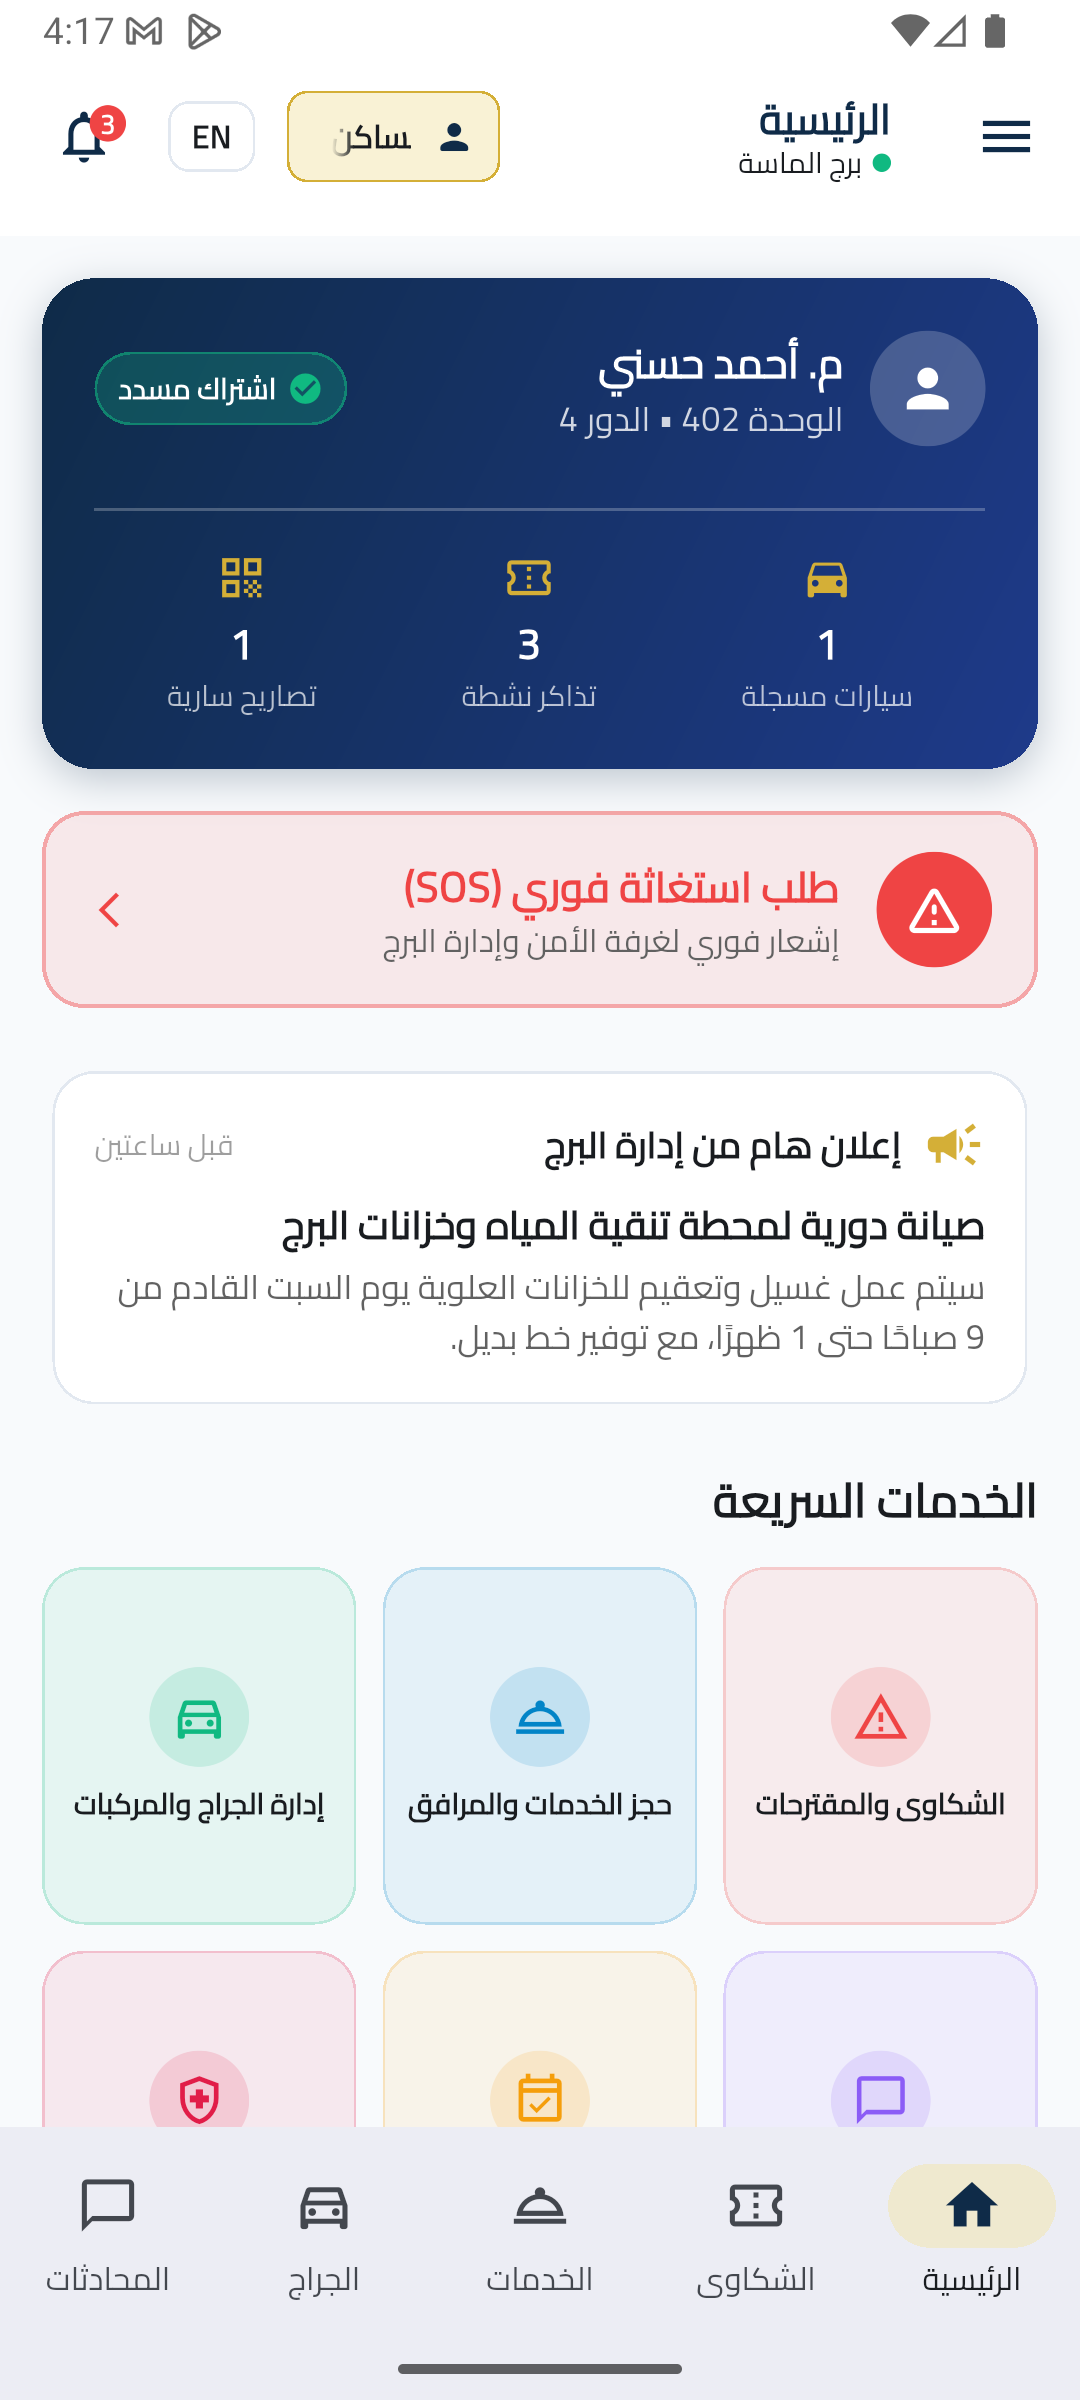 4:17
الرئيسية
برج الماسة
ساكن
EN
3
م. أحمد حسني
الوحدة 402 ▪ الدور 4
اشتراك مسدد
1
3
1
سيارات مسجلة
تذاكر نشطة
تصاريح سارية
طلب استغاثة فوري (SOS)
إشعار فوري لغرفة الأمن وإدارة البرج
إعلان هام من إدارة البرج
قبل ساعتين
صيانة دورية لمحطة تنقية المياه وخزانات البرج
سيتم عمل غسيل وتعقيم للخزانات العلوية يوم السبت القادم من
9 صباحًا حتى 1 ظهرًا، مع توفير خط بديل.
الخدمات السريعة
الشكاوى والمقترحات
حجز الخدمات والمرافق
إدارة الجراج والمركبات
الرئيسية
الشكاوى
الخدمات
الجراج
المحادثات